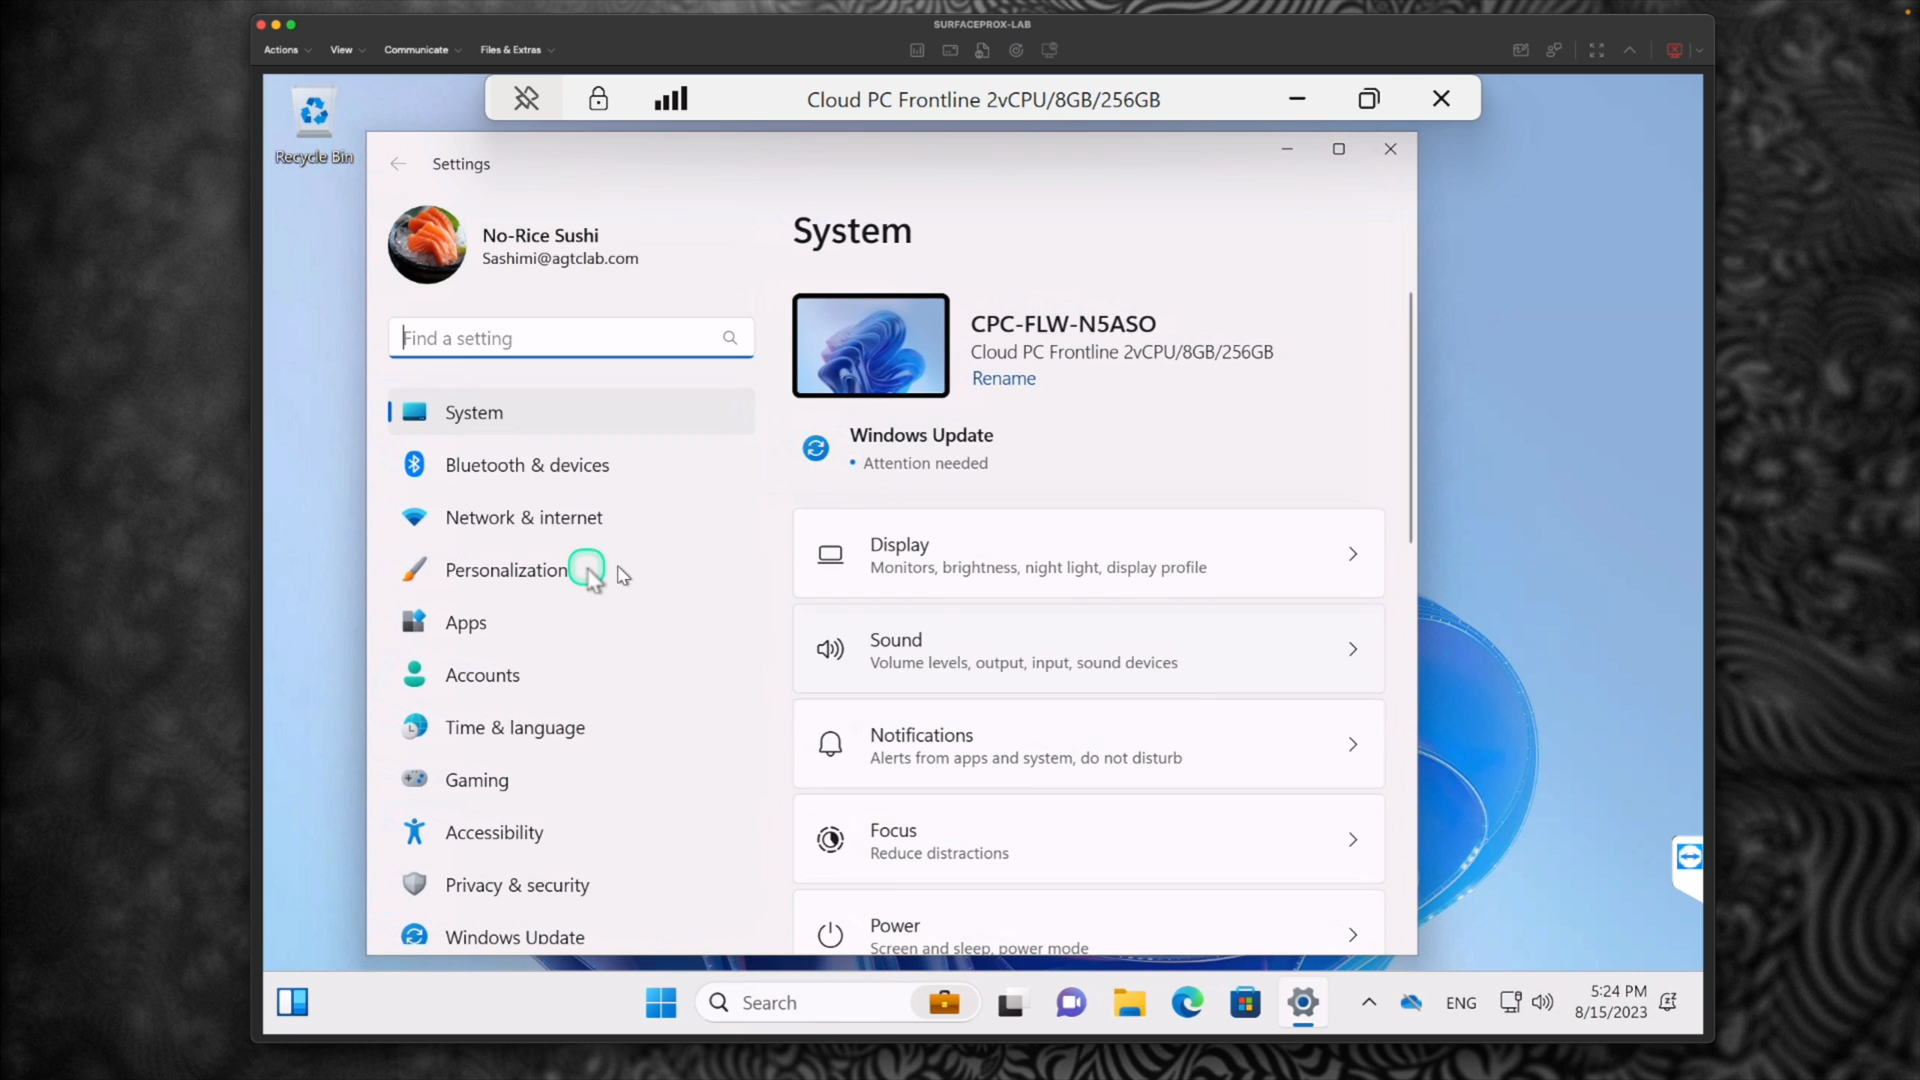 SURFACEPROX-LAB
Actions
View
Communicate
Files & Extras
Cloud PC Frontline 2vCPU/8GB/256GB
Recycle Bin
Settings
No-Rice Sushi
Sashimi@agtclab.com
Find a setting
System
Bluetooth & devices
Network & internet
Personalization
Apps
Accounts
Time & language
Gaming
Accessibility
Privacy & security
Windows Update
System
CPC-FLW-N5ASO
Cloud PC Frontline 2vCPU/8GB/256GB
Rename
Windows Update
• Attention needed
Display
Monitors, brightness, night light, display profile
Sound
Volume levels, output, input, sound devices
Notifications
Alerts from apps and system, do not disturb
Focus
Reduce distractions
Power
Screen and sleep, power mode
Search
ENG
5:24 PM
8/15/2023